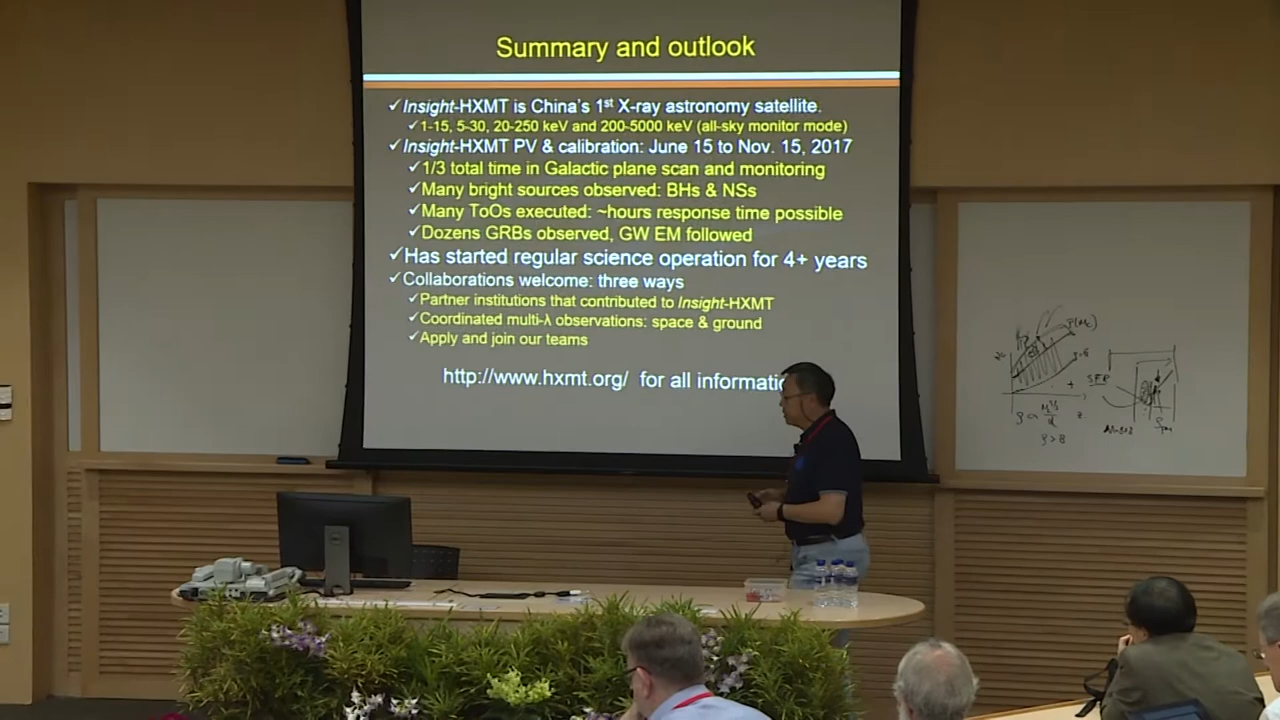 Summary and outlook
✓Insight-HXMT is China's 1st X-ray astronomy satellite.
✓1-15, 5-30, 20-250 keV and 200-5000 keV (all-sky monitor mode)
✓Insight-HXMT PV & calibration: June 15 to Nov. 15, 2017
✓1/3 total time in Galactic plane scan and monitoring
✓Many bright sources observed: BHs & NSs
✓Many ToOs executed: ~hours response time possible
✓Dozens GRBs observed, GW EM followed
✓Has started regular science operation for 4+ years
✓Collaborations welcome: three ways
✓Partner institutions that contributed to Insight-HXMT
✓Coordinated multi-λ observations: space & ground
✓Apply and join our teams
http://www.hxmt.org/ for all informatio
SFR